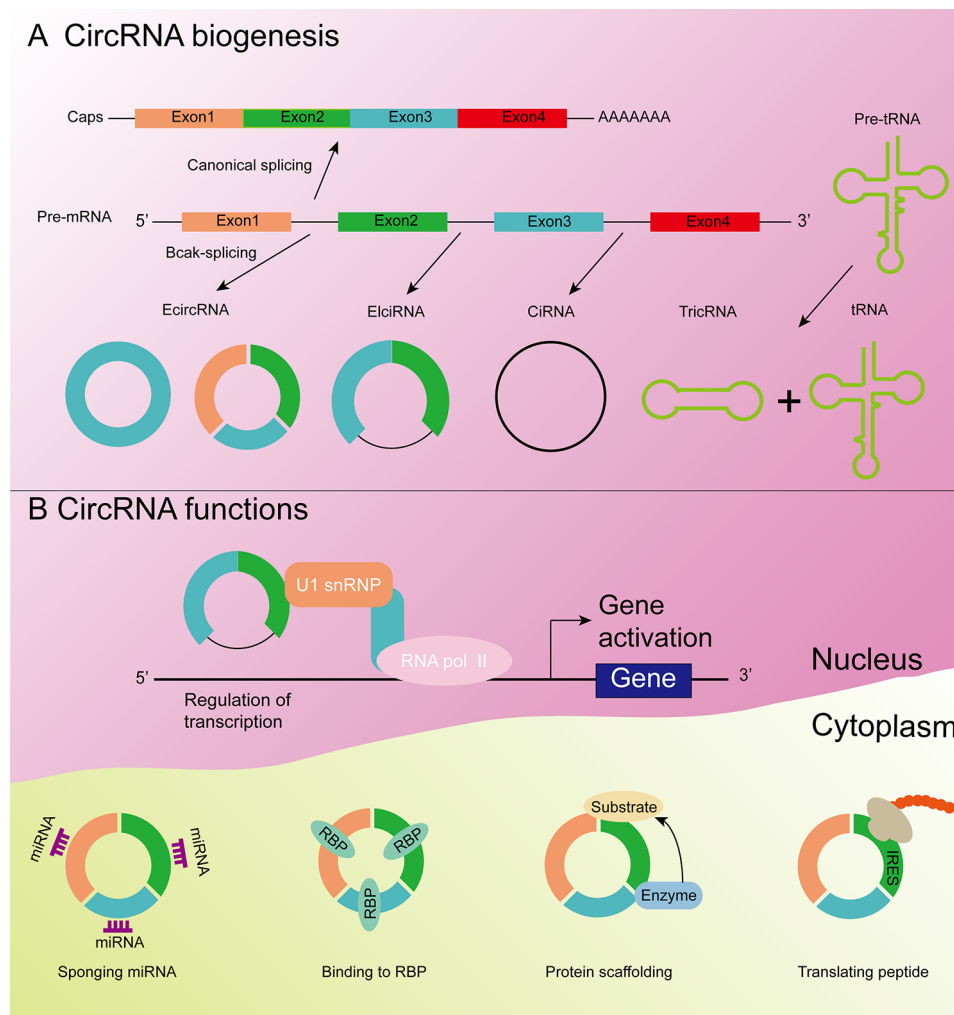 A CircRNA biogenesis
Caps Exon1 Exon2 Exon3 Exon4 AAAAAAA
Pre-tRNA
Canonical splicing
Pre-mRNA 5’ Exon1 Exon2 Exon3 Exon4 3’
Bcak-splicing
EcircRNA ElciRNA CiRNA TricRNA tRNA
+
B CircRNA functions
U1 snRNP
RNA pol II
Gene
activation
5’ Gene 3’
Regulation of
transcription
Nucleus
Cytoplasm
miRNA
miRNA
miRNA
Sponging miRNA
RBP
RBP
RBP
Binding to RBP
Substrate
Enzyme
Protein scaffolding
IRES
Translating peptide